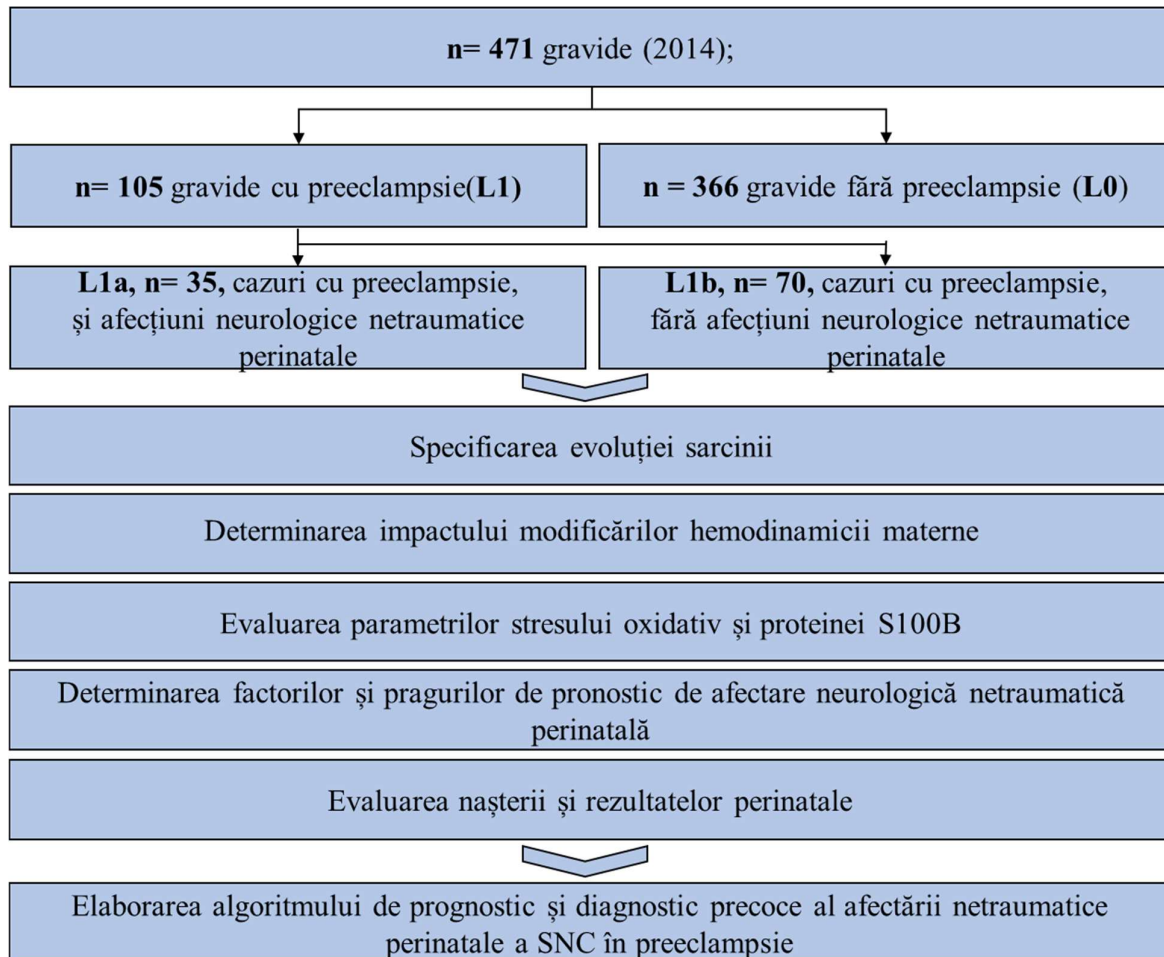 n= 471 gravide (2014);
n= 105 gravide cu preeclampsie(L1)
n = 366 gravide fără preeclampsie (L0)
L1a, n= 35, cazuri cu preeclampsie,
și afecțiuni neurologice netraumatice
perinatale
L1b, n= 70, cazuri cu preeclampsie,
fără afecțiuni neurologice netraumatice
perinatale
Specificarea evoluției sarcinii
Determinarea impactului modificărilor hemodinamicii materne
Evaluarea parametrilor stresului oxidativ și proteinei S100B
Determinarea factorilor și pragurilor de pronostic de afectare neurologică netraumatică
perinatală
Evaluarea nașterii și rezultatelor perinatale
Elaborarea algoritmului de prognostic și diagnostic precoce al afectării netraumatice
perinatale a SNC în preeclampsie